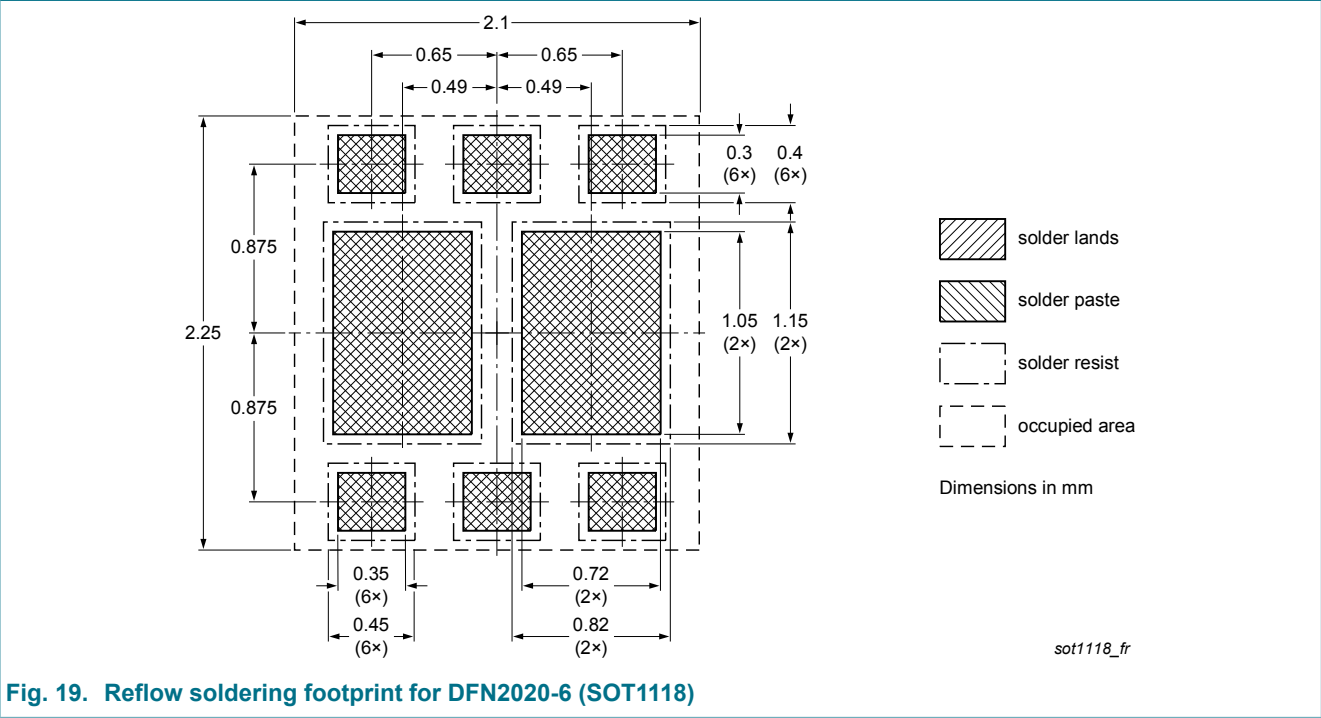 2.1
0.65 0.65
0.49 0.49
0.3 0.4
(6×) (6×)
0.875
2.25
0.875
1.05 1.15
(2×) (2×)
0.35
(6×)
0.45
(6×)
0.72
(2×)
0.82
(2×)
solder lands
solder paste
solder resist
occupied area
Dimensions in mm
sot1118_fr
Fig. 19. Reflow soldering footprint for DFN2020-6 (SOT1118)